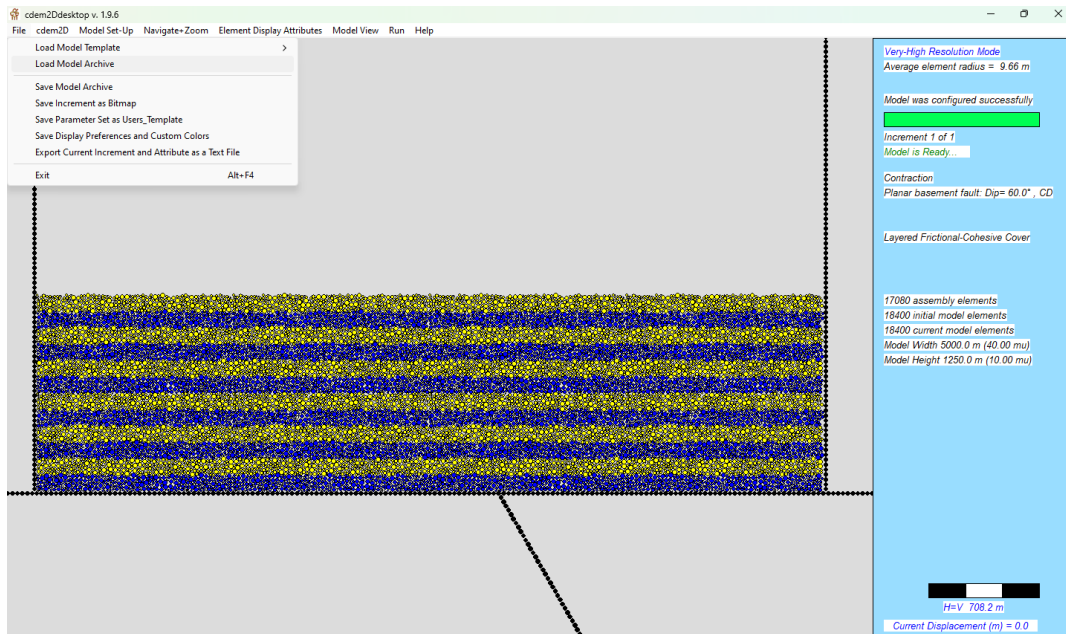 cdem2Ddesktop v. 1.9.6
File cdem2D Model Set-Up Navigate+Zoom Element Display Attributes Model View Run Help
Load Model Template
Load Model Archive
Save Model Archive
Save Increment as Bitmap
Save Parameter Set as Users_Template
Save Display Preferences and Custom Colors
Export Current Increment and Attribute as a Text File
Exit Alt+F4
Very-High Resolution Mode
Average element radius = 9.66 m
Model was configured successfully
Increment 1 of 1
Model is Ready...
Contraction
Planar basement fault: Dip= 60.0° , CD
Layered Frictional-Cohesive Cover
17080 assembly elements
18400 initial model elements
18400 current model elements
Model Width 5000.0 m (40.00 mu)
Model Height 1250.0 m (10.00 mu)
H=V 708.2 m
Current Displacement (m) = 0.0